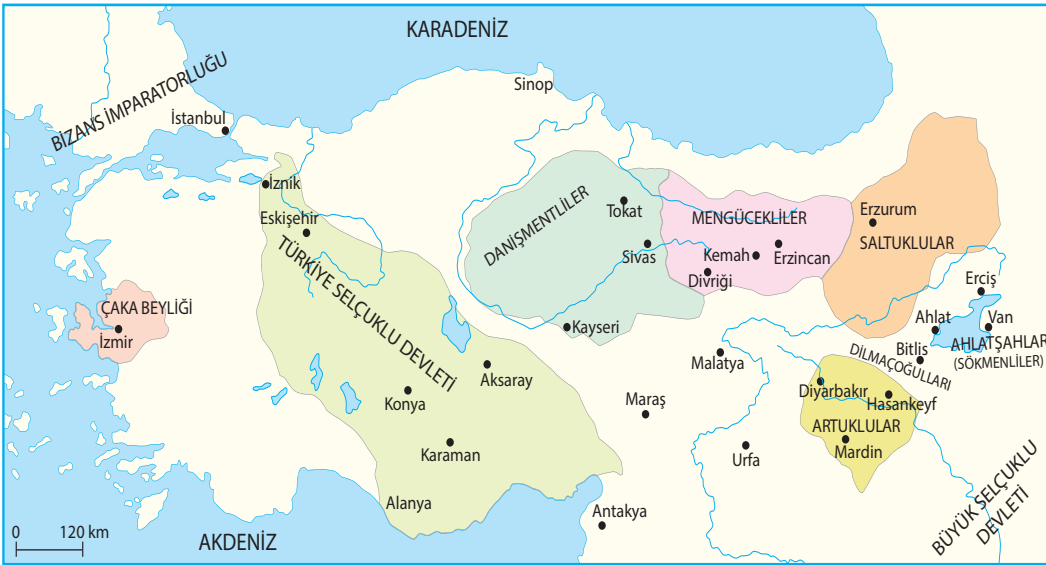 KARADENİZ
BİZANS İMPARATORLUĞU
İstanbul
Sinop
İznik
Eskişehir
TÜRKİYE SELÇUKLU DEVLETİ
DANİŞMENTLİLER
Tokat
Sivas
Kayseri
MENGÜCEKLİLER
Kemah
Erzincan
Divriği
Erzurum
SALTUKLULAR
Erciş
Ahlat
Van
AHLATŞAHLAR
(SÖKMENLİLER)
Bitlis
DİLMAÇOĞULLARI
ÇAKA BEYLİĞİ
İzmir
Aksaray
Konya
Karaman
Alanya
Malatya
Maraş
Urfa
Antakya
Diyarbakır
Hasankeyf
ARTUKLULAR
Mardin
BÜYÜK SELÇUKLU
DEVLETİ
AKDENİZ
0 120 km